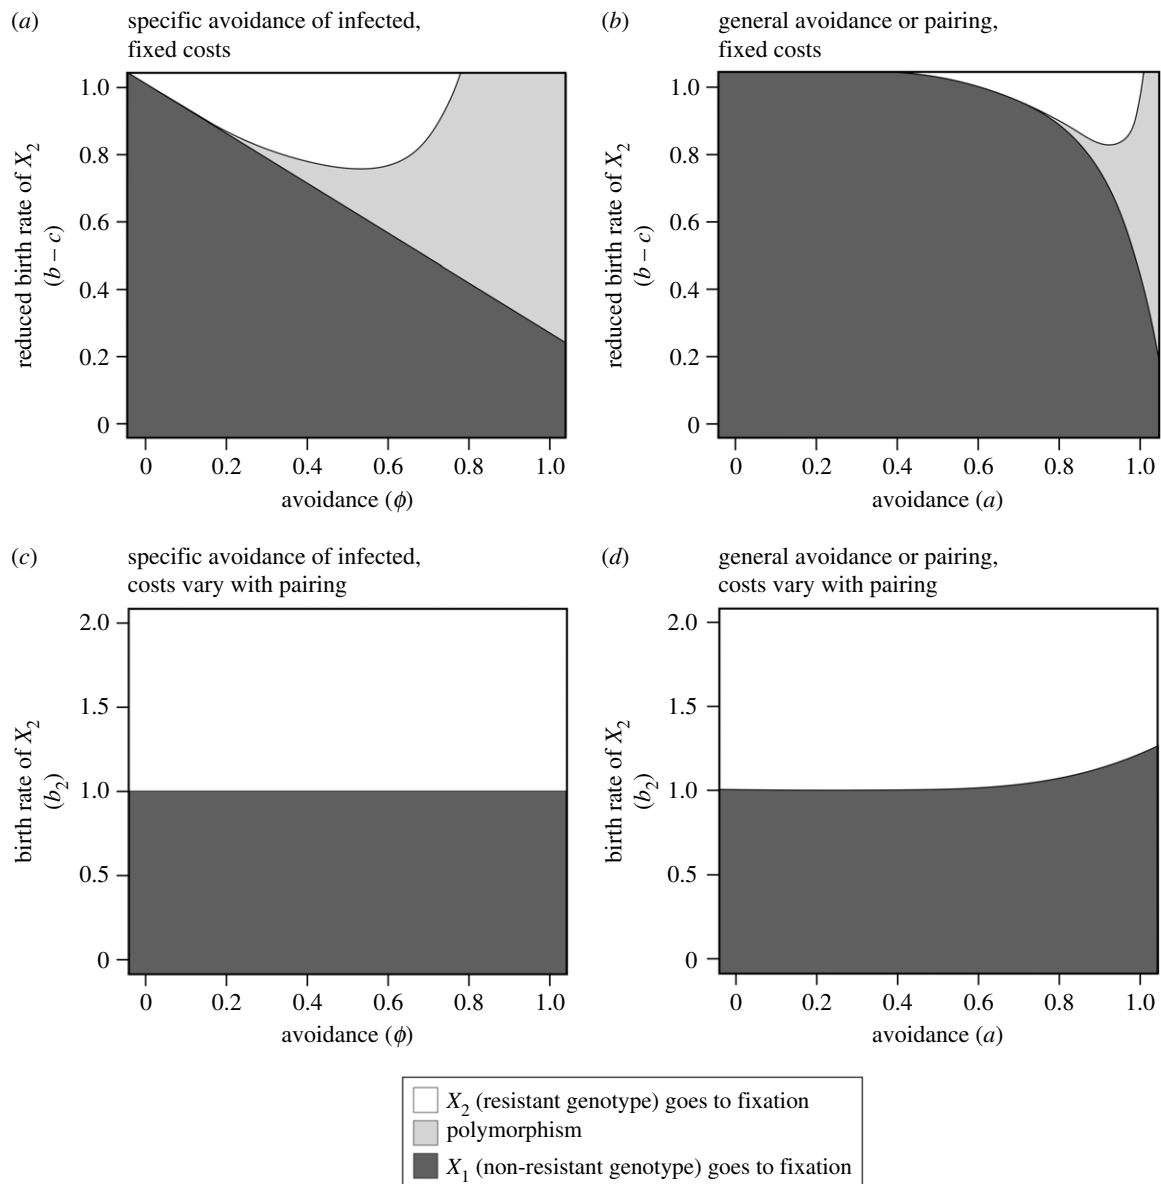 (a) specific avoidance of infected,
fixed costs
reduced birth rate of X2
(b – c)
1.0
0.8
0.6
0.4
0.2
0
0 0.2 0.4 0.6 0.8 1.0
avoidance (ϕ)
(b) general avoidance or pairing,
fixed costs
reduced birth rate of X2
(b – c)
1.0
0.8
0.6
0.4
0.2
0
0 0.2 0.4 0.6 0.8 1.0
avoidance (a)
(c) specific avoidance of infected,
costs vary with pairing
birth rate of X2
(b2)
2.0
1.5
1.0
0.5
0
0 0.2 0.4 0.6 0.8 1.0
avoidance (ϕ)
(d) general avoidance or pairing,
costs vary with pairing
birth rate of X2
(b2)
2.0
1.5
1.0
0.5
0
0 0.2 0.4 0.6 0.8 1.0
avoidance (a)
X2 (resistant genotype) goes to fixation
polymorphism
X1 (non-resistant genotype) goes to fixation